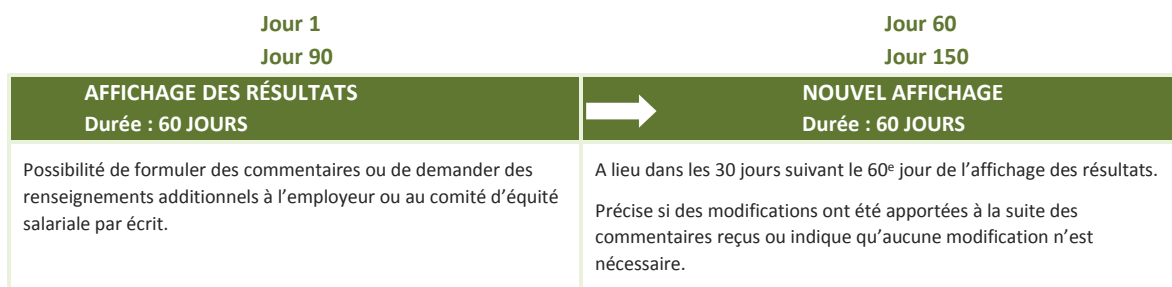 Jour 1
Jour 90
Jour 60
Jour 150
AFFICHAGE DES RÉSULTATS
Durée : 60 JOURS
NOUVEL AFFICHAGE
Durée : 60 JOURS
Possibilité de formuler des commentaires ou de demander des
renseignements additionnels à l'employeur ou au comité d'équité
salariale par écrit.
A lieu dans les 30 jours suivant le 60e jour de l'affichage des résultats.
Précise si des modifications ont été apportées à la suite des
commentaires reçus ou indique qu'aucune modification n'est
nécessaire.